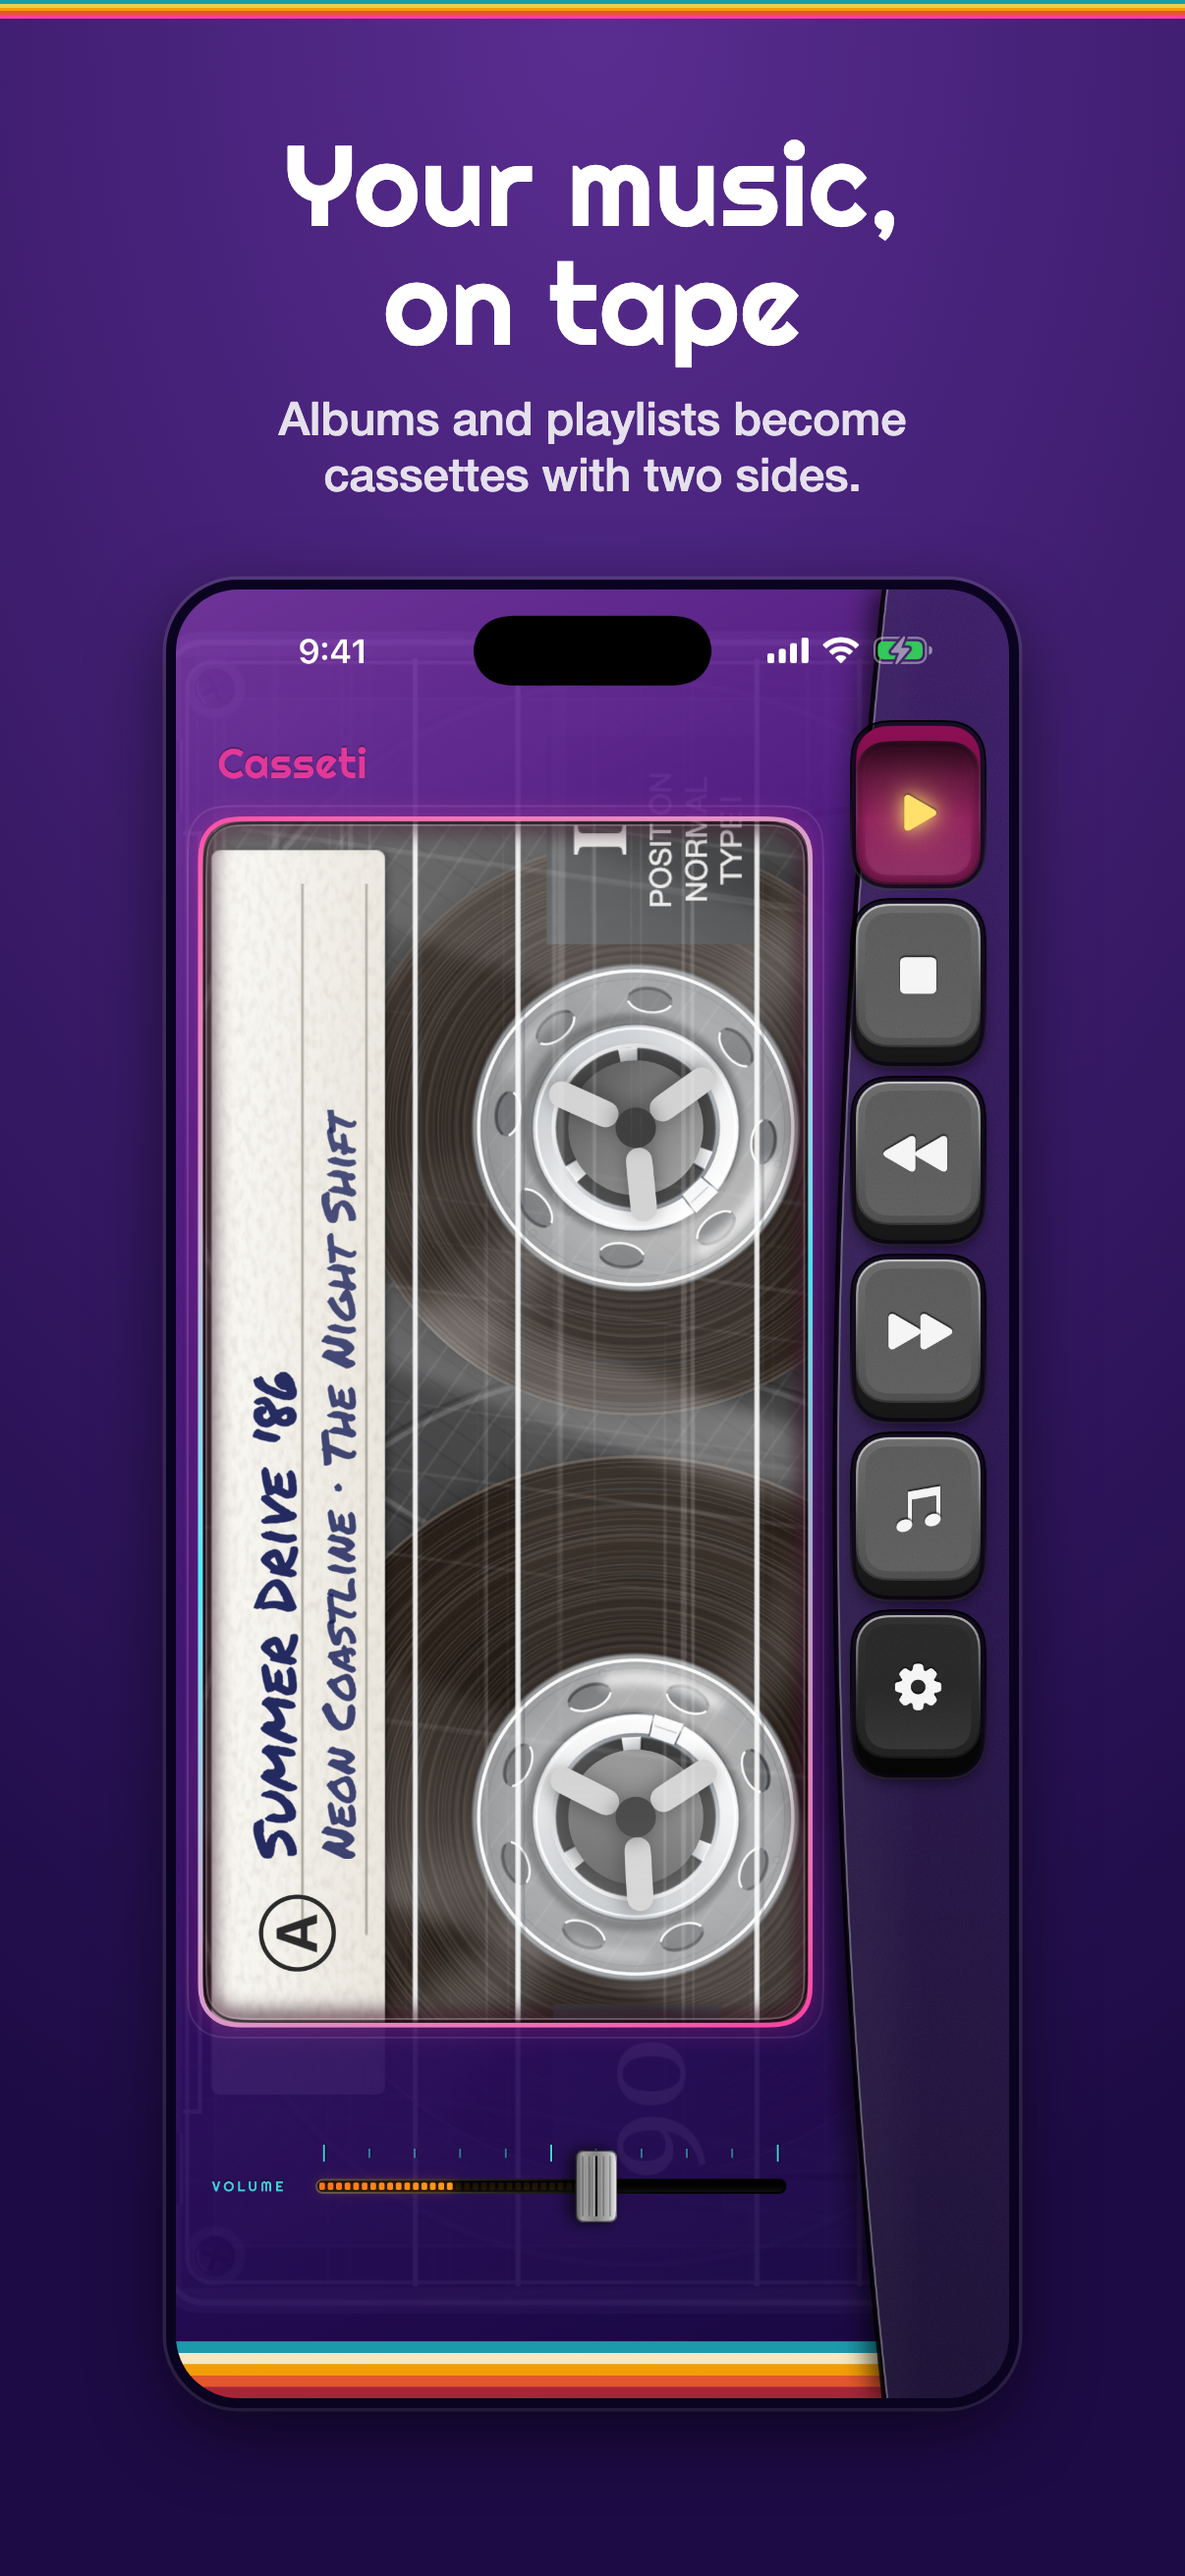 Your music,
on tape
Albums and playlists become
cassettes with two sides.
9:41
Casseti
POSITION
NORMAL
TYPE I
SUMMER DRIVE '86
NEON COASTLINE · THE NIGHT SHIFT
A
90
VOLUME